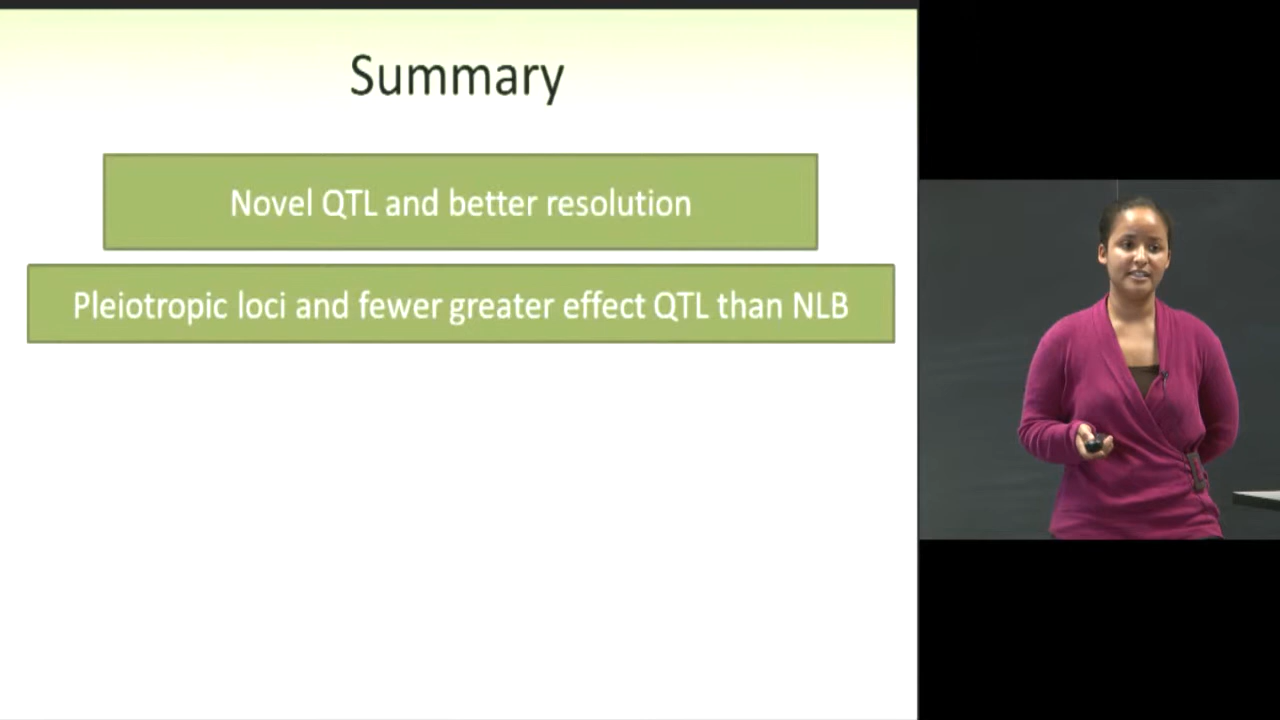 Summary
Novel QTL and better resolution
Pleiotropic loci and fewer greater effect QTL than NLB